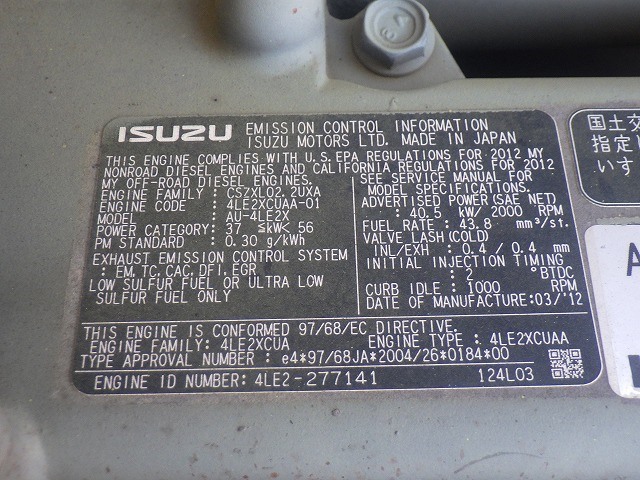 ISUZU EMISSION CONTROL INFORMATION
ISUZU MOTORS LTD. MADE IN JAPAN
THIS ENGINE COMPLIES WITH U.S.EPA REGULATIONS FOR 2012 MY
NONROAD DIESEL ENGINES AND CALIFORNIA REGULATIONS FOR 2012
MY OFF-ROAD DIESEL ENGINES.
ENGINE FAMILY : CSZXL02.2UXA
ENGINE CODE : 4LE2XCUAA-01
MODEL : AU-4LE2X
POWER CATEGORY: 37 ≦kW< 56
PM STANDARD : 0.30 g/kWh
EXHAUST EMISSION CONTROL SYSTEM
: EM,TC,CAC,DFI,EGR
LOW SULFUR FUEL OR ULTRA LOW
SULFUR FUEL ONLY
SEE SERVICE MANUAL FOR
MODEL SPECIFICATIONS.
ADVERTISED POWER(SAE NET)
: 40.5 kW/ 2000 RPM
FUEL RATE : 43.8 mm³/st.
VALVE LASH(COLD)
IN/EXH : 0.4 / 0.4 mm
INITIAL INJECTION TIMING
: 2 °BTDC
CURB IDLE : 1000 RPM
DATE OF MANUFACTURE:03/'12
THIS ENGINE IS CONFORMED 97/68/EC DIRECTIVE.
ENGINE FAMILY: 4LE2XCUA ENGINE TYPE : 4LE2XCUAA
TYPE APPROVAL NUMBER : e4*97/68JA*2004/26*0184*00
ENGINE ID NUMBER: 4LE2-277141 124L03
国土交
指定
いす
A